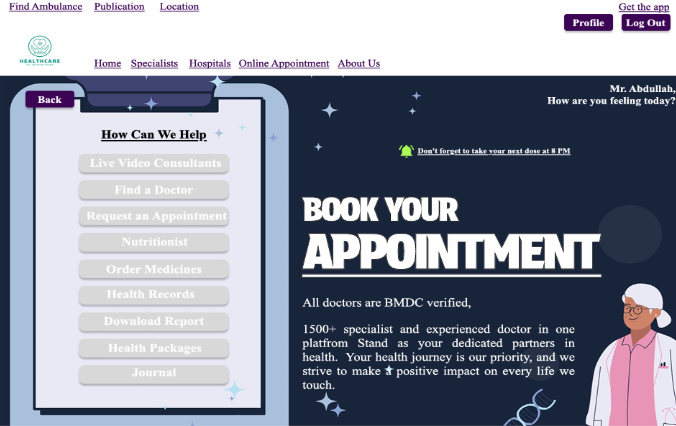 Find Ambulance Publication Location Get the app
Profile Log Out
HEALTHCARE
Home Specialists Hospitals Online Appointment About Us
Back
Mr. Abdullah,
How are you feeling today?
How Can We Help
Don't forget to take your next dose at 8 PM
Live Video Consultants
Find a Doctor
Request an Appointment
Nutritionist
Order Medicines
Health Records
Download Report
Health Packages
Journal
BOOK YOUR
APPOINTMENT
All doctors are BMDC verified,
1500+ specialist and experienced doctor in one
platfrom Stand as your dedicated partners in
health. Your health journey is our priority, and we
strive to make a positive impact on every life we
touch.